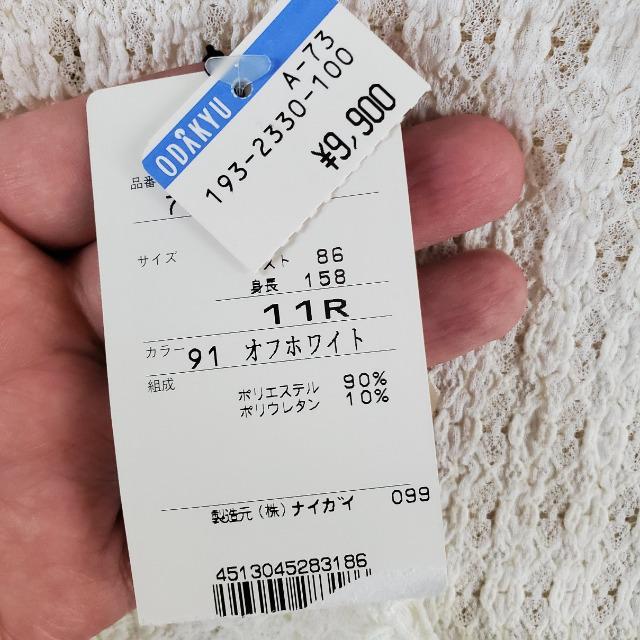 ODAKYU
A-73
193-2330-100
¥9,900
品番
サイズ
スト 86
身長 158
11R
カラー 91 オフホワイト
組成
ポリエステル 90%
ポリウレタン 10%
製造元（株）ナイガイ 099
4513045283186